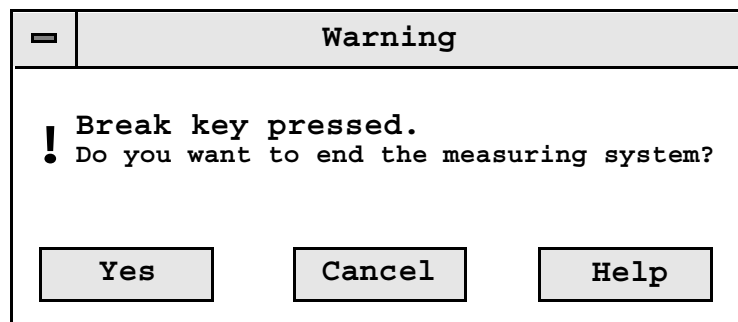 Warning
! Break key pressed.
Do you want to end the measuring system?
Yes Cancel Help